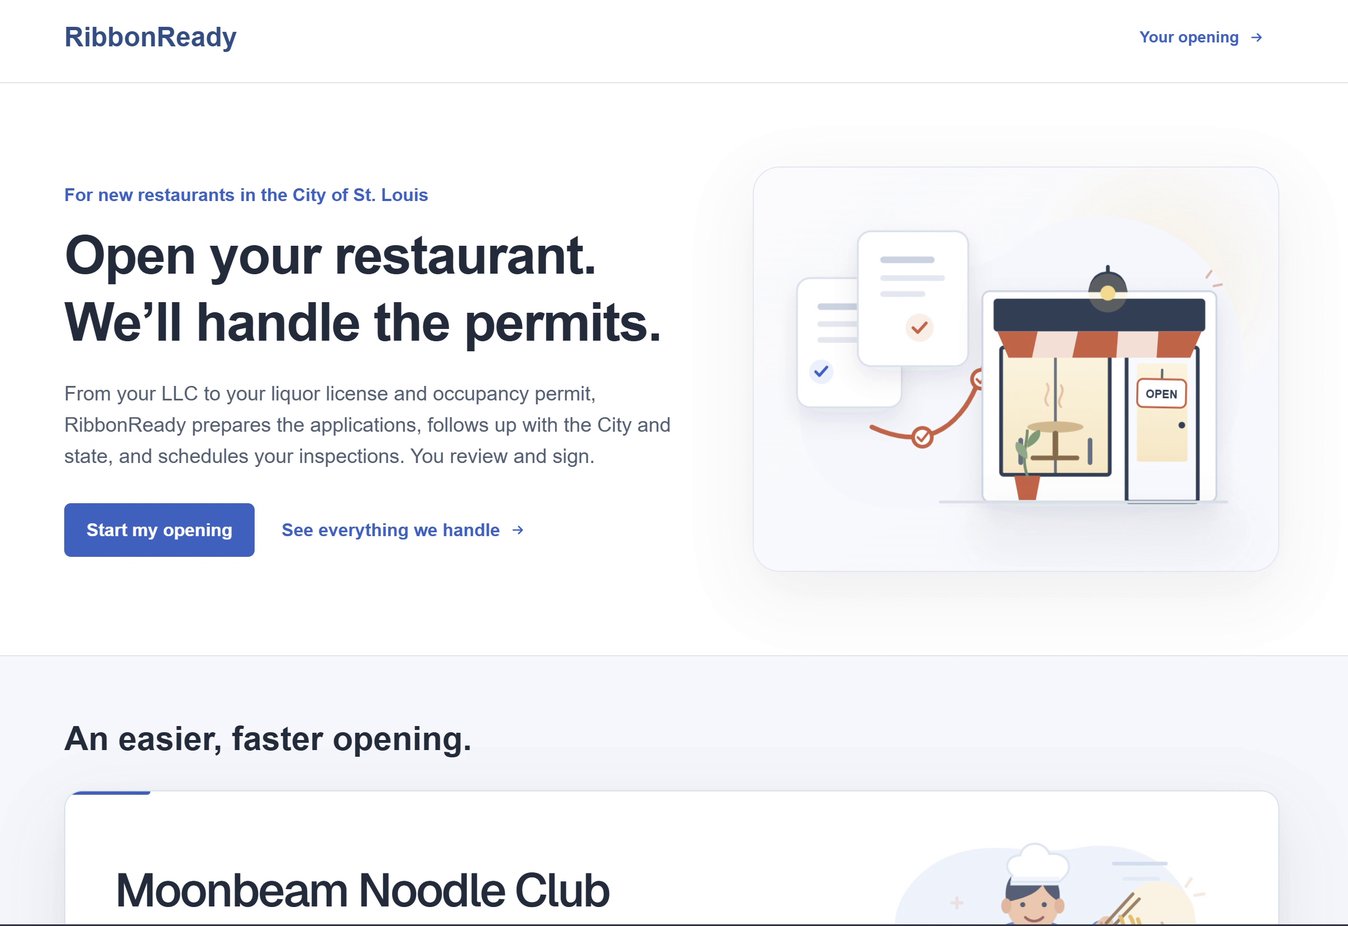 RibbonReady
Your opening →
For new restaurants in the City of St. Louis
Open your restaurant.
We’ll handle the permits.
From your LLC to your liquor license and occupancy permit,
RibbonReady prepares the applications, follows up with the City and
state, and schedules your inspections. You review and sign.
Start my opening
See everything we handle →
OPEN
An easier, faster opening.
Moonbeam Noodle Club